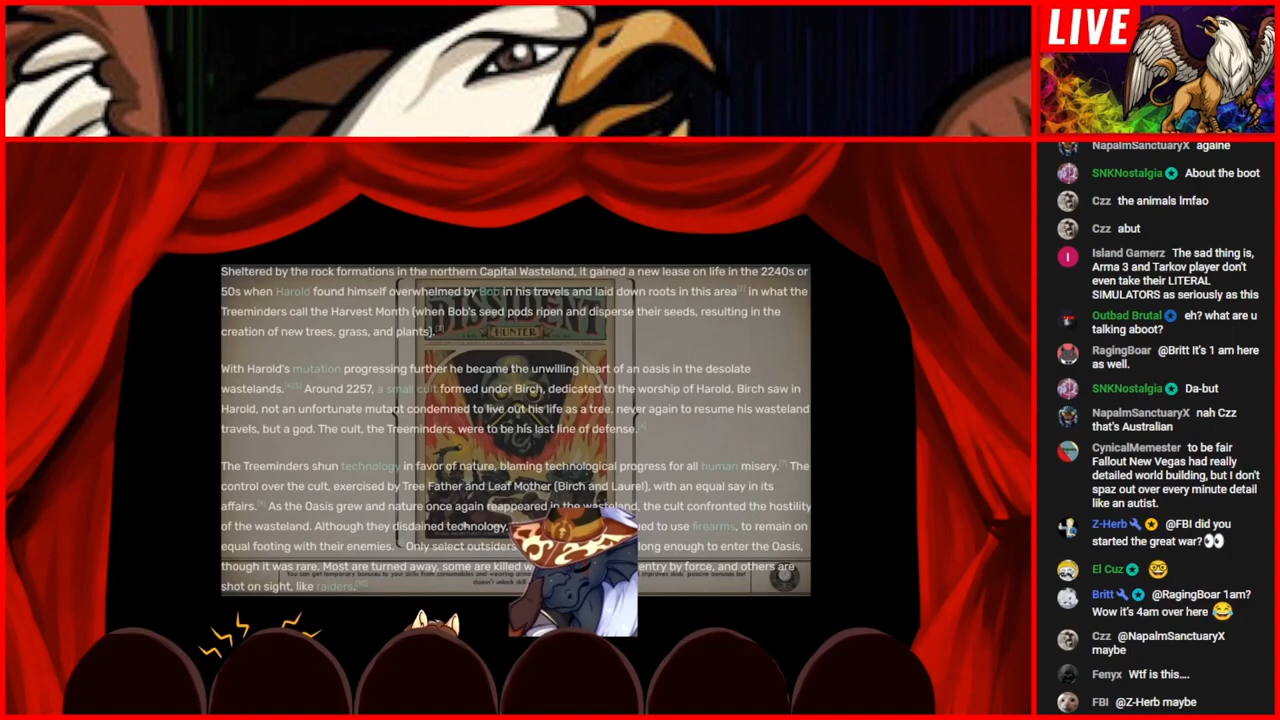 LIVE
Sheltered by the rock formations in the northern Capital Wasteland, it gained a new lease on life in the 2240s or
50s when Harold found himself overwhelmed by Bob in his travels and laid down roots in this area in what the
Treeminders call the Harvest Month (when Bob's seed pods ripen and disperse their seeds, resulting in the
creation of new trees, grass, and plants).
DISSIDENT
HUNTER
With Harold's mutation progressing further he became the unwilling heart of an oasis in the desolate
wastelands. Around 2257, a small cult formed under Birch, dedicated to the worship of Harold. Birch saw in
Harold, not an unfortunate mutant condemned to live out his life as a tree, never again to resume his wasteland
travels, but a god. The cult, the Treeminders, were to be his last line of defense.
The Treeminders shun technology in favor of nature, blaming technological progress for all human misery. The
control over the cult, exercised by Tree Father and Leaf Mother (Birch and Laurel), with an equal say in its
affairs. As the Oasis grew and nature once again reappeared in the wasteland, the cult confronted the hostility
of the wasteland. Although they disdained technology, ed to use firearms, to remain on
equal footing with their enemies. Only select outsiders long enough to enter the Oasis,
though it was rare. Most are turned away, some are killed w entry by force, and others are
You can get temporary bonuses to your skills from consumables and wearing
shot on sight, like raiders.
doesn't unlock skill
NapalmSanctuaryX againe
SNKNostalgia About the boot
Czz the animals lmfao
Czz abut
Island Gamerz The sad thing is,
Arma 3 and Tarkov player don't
even take their LITERAL
SIMULATORS as seriously as this
Outbad Brutal eh? what are u
talking aboot?
RagingBoar @Britt It's 1 am here
as well.
SNKNostalgia Da-but
NapalmSanctuaryX nah Czz
that's Australian
CynicalMemester to be fair
Fallout New Vegas had really
detailed world building, but I don't
spaz out over every minute detail
like an autist.
Z-Herb @FBI did you
started the great war? 👀
El Cuz 🤓
Britt @RagingBoar 1am?
Wow it's 4am over here 😂
Czz @NapalmSanctuaryX
maybe
Fenyx Wtf is this....
FBI @Z-Herb maybe